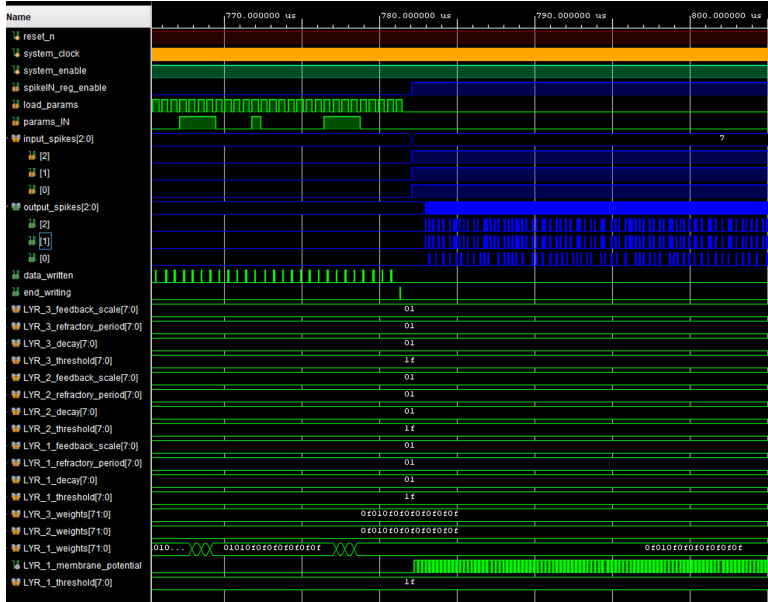 Name
770.000000 us 780.000000 us 790.000000 us 800.000000 us
reset_n
system_clock
system_enable
spikeIN_reg_enable
load_params
params_IN
input_spikes[2:0] 7
[2]
[1]
[0]
output_spikes[2:0]
[2]
[1]
[0]
data_written
end_writing
LYR_3_feedback_scale[7:0] 01
LYR_3_refractory_period[7:0] 01
LYR_3_decay[7:0] 01
LYR_3_threshold[7:0] 1f
LYR_2_feedback_scale[7:0] 01
LYR_2_refractory_period[7:0] 01
LYR_2_decay[7:0] 01
LYR_2_threshold[7:0] 1f
LYR_1_feedback_scale[7:0] 01
LYR_1_refractory_period[7:0] 01
LYR_1_decay[7:0] 01
LYR_1_threshold[7:0] 1f
LYR_3_weights[71:0] 0f010f0f0f0f0f0f0f
LYR_2_weights[71:0] 0f010f0f0f0f0f0f0f
LYR_1_weights[71:0] 010... 01010f0f0f0f0f0f0f 0f010f0f0f0f0f0f0f
LYR_1_membrane_potential
LYR_1_threshold[7:0] 1f